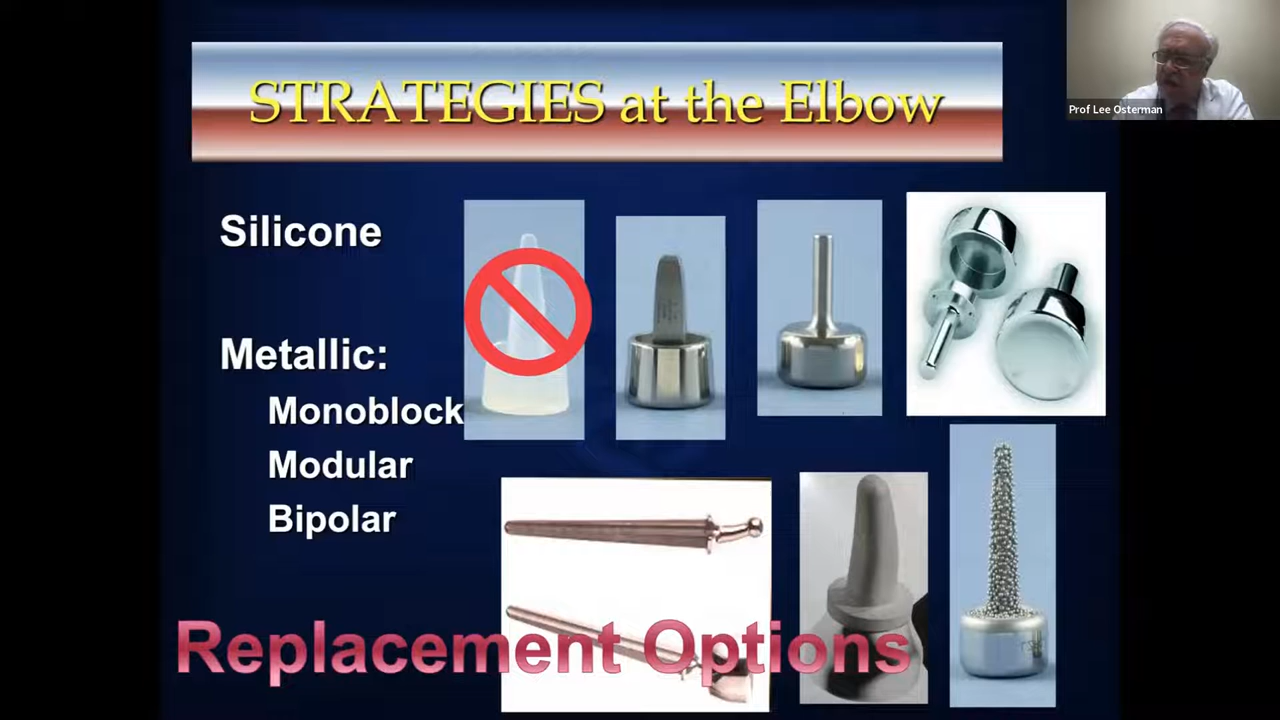 STRATEGIES at the Elbow
Prof Lee Osterman
Silicone
Metallic:
Monoblock
Modular
Bipolar
Replacement Options